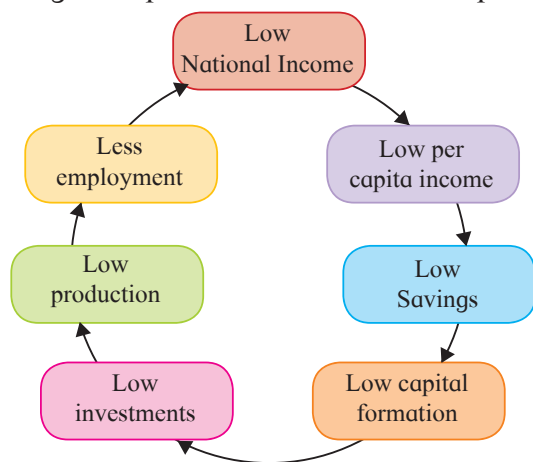 Low
National Income
Low per
capita income
Low
Savings
Low capital
formation
Low
investments
Low
production
Less
employment